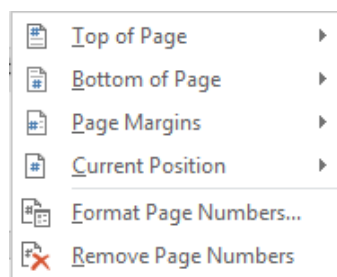 Top of Page
Bottom of Page
Page Margins
Current Position
Format Page Numbers...
Remove Page Numbers